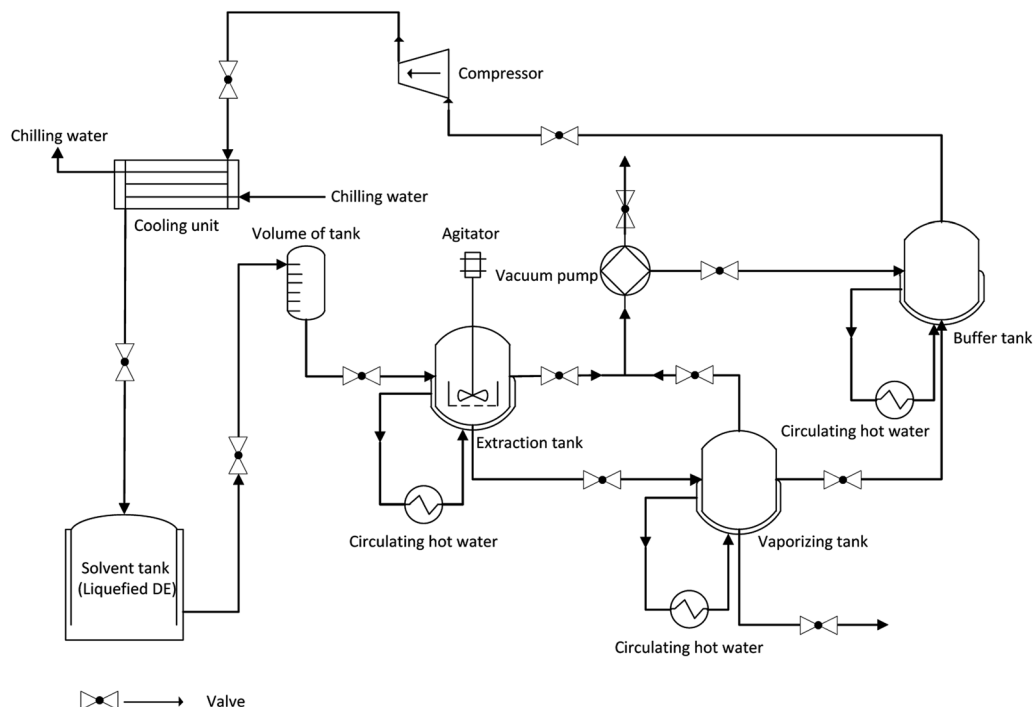 Compressor
Chilling water
Chilling water
Cooling unit
Volume of tank
Agitator
Vacuum pump
Buffer tank
Extraction tank
Circulating hot water
Circulating hot water
Vaporizing tank
Solvent tank
(Liquefied DE)
Circulating hot water
Valve